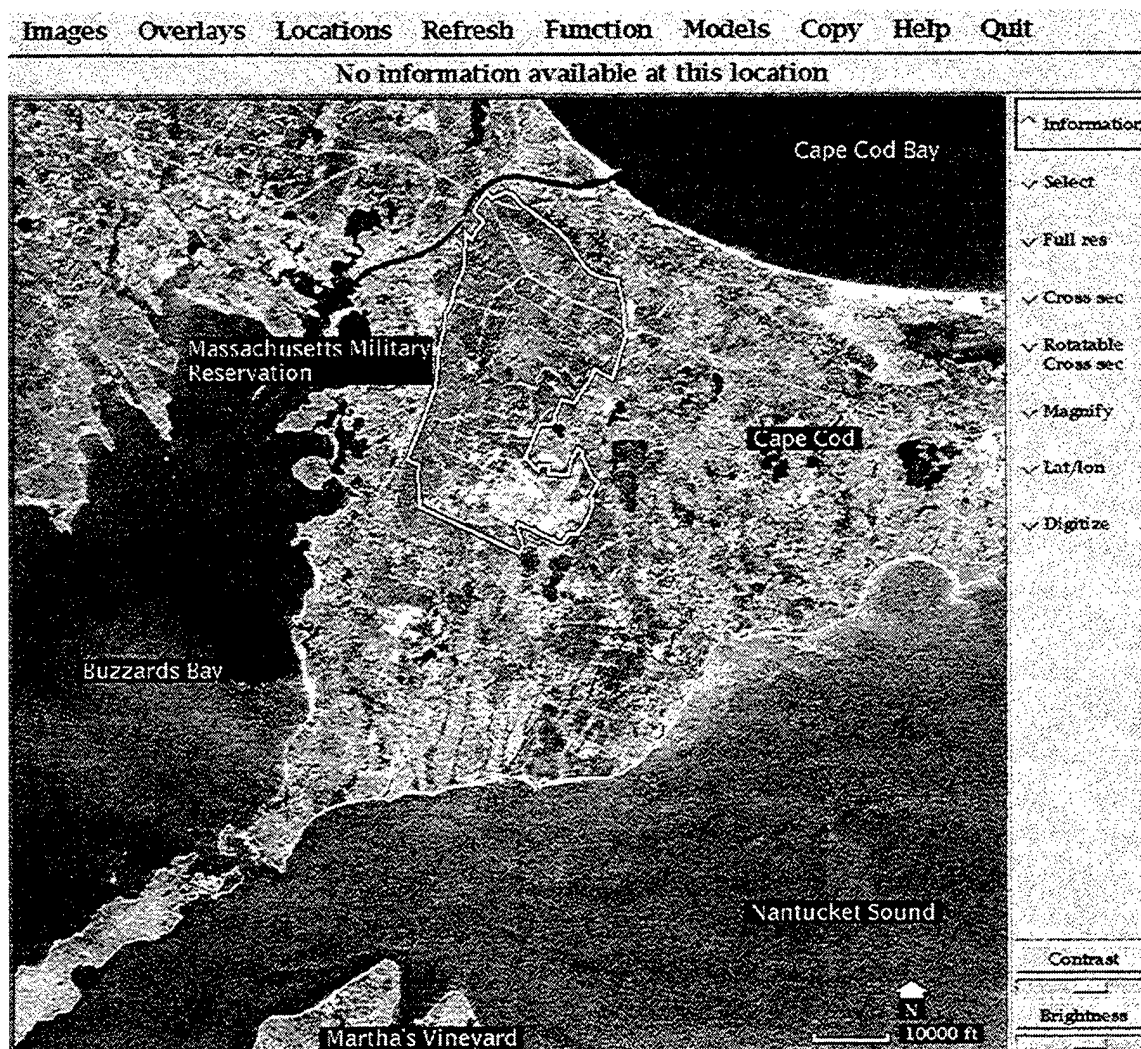 Images Overlays Locations Refresh Function Models Copy Help Quit
No information available at this location
Information
Select
Full res
Cross sec
Rotatable
Cross sec
Magnify
Lat/lon
Digitize
Contrast
Brightness
Cape Cod Bay
Massachusetts Military
Reservation
Cape Cod
Buzzards Bay
Nantucket Sound
N
10000 ft
Martha's Vineyard